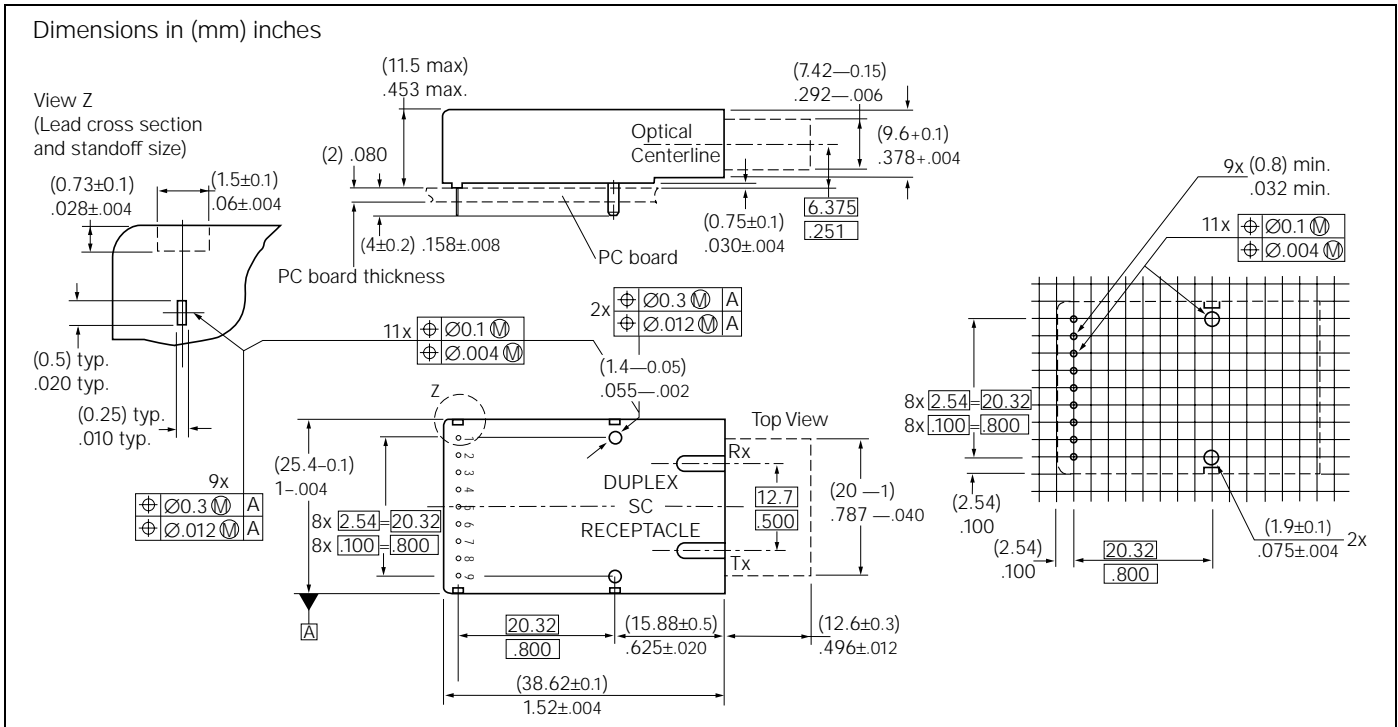 Dimensions in (mm) inches
View Z
(Lead cross section
and standoff size)
(0.73±0.1)
.028±.004
(1.5±0.1)
.06±.004
(0.5) typ.
.020 typ.
(0.25) typ.
.010 typ.
(11.5 max)
.453 max.
(2) .080
(4±0.2) .158±.008
PC board thickness
Optical
Centerline
PC board
(7.42—0.15)
.292—.006
(9.6+0.1)
.378+.004
(0.75±0.1)
.030±.004
6.375
.251
11x ⌖ Ø0.1 Ⓜ
⌖ Ø.004 Ⓜ
2x ⌖ Ø0.3 Ⓜ A
⌖ Ø.012 Ⓜ A
(1.4—0.05)
.055—.002
9x
⌖ Ø0.3 Ⓜ A
⌖ Ø.012 Ⓜ A
Z
(25.4–0.1)
1–.004
8x 2.54=20.32
8x .100=.800
1
2
3
4
5
6
7
8
9
A
Top View
Rx
DUPLEX
SC
RECEPTACLE
Tx
12.7
.500
(20 —1)
.787 —.040
20.32
.800
(15.88±0.5)
.625±.020
(12.6±0.3)
.496±.012
(38.62±0.1)
1.52±.004
9x (0.8) min.
.032 min.
11x ⌖ Ø0.1 Ⓜ
⌖ Ø.004 Ⓜ
8x 2.54=20.32
8x .100=.800
(2.54)
.100
(2.54)
.100
20.32
.800
(1.9±0.1)
.075±.004 2x